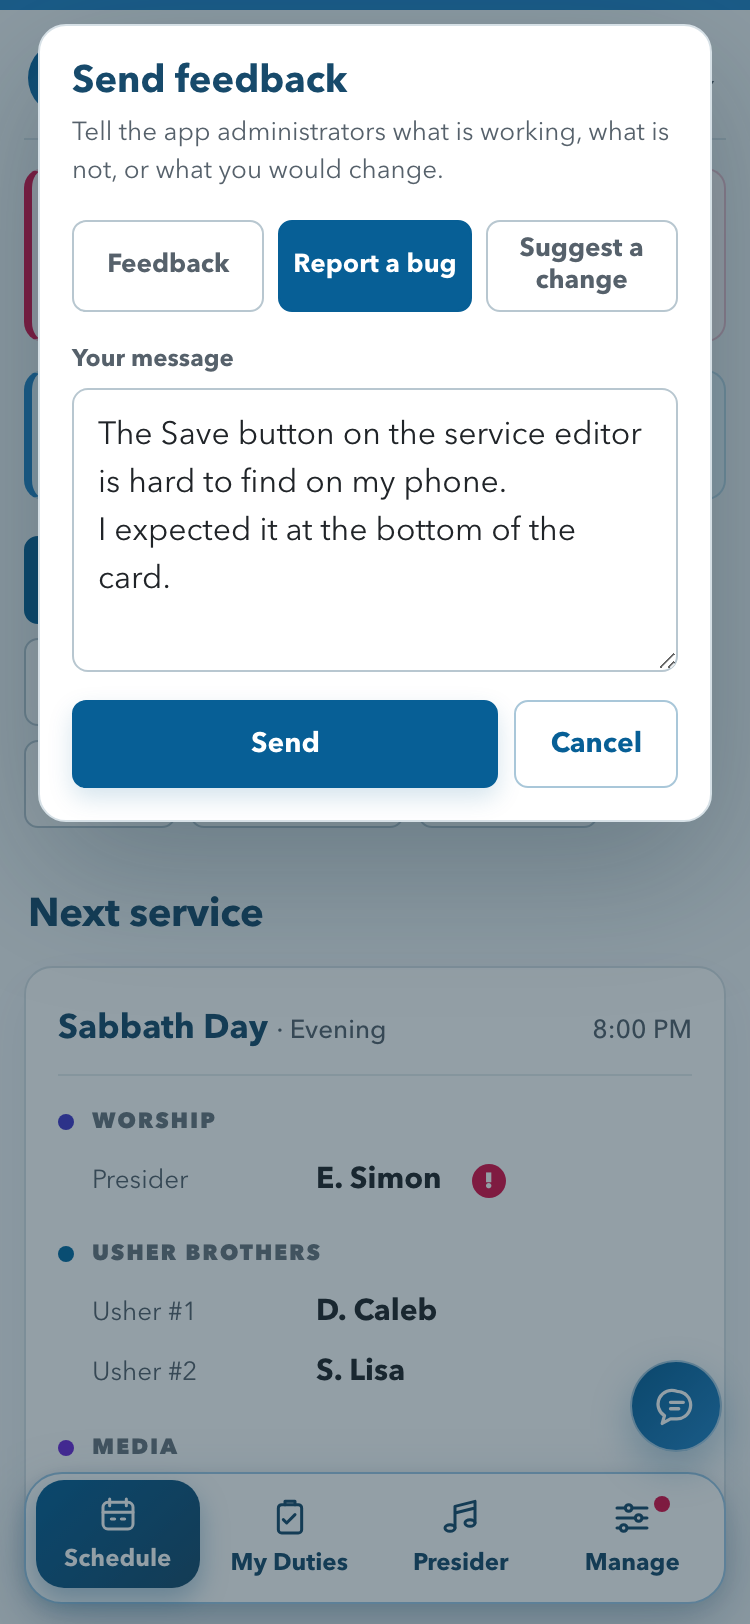 Send feedback
Tell the app administrators what is working, what is
not, or what you would change.
Feedback
Report a bug
Suggest a
change
Your message
The Save button on the service editor
is hard to find on my phone.
I expected it at the bottom of the
card.
Send
Cancel
Next service
Sabbath Day · Evening
8:00 PM
WORSHIP
Presider
E. Simon
!
USHER BROTHERS
Usher #1
D. Caleb
Usher #2
S. Lisa
MEDIA
Schedule
My Duties
Presider
Manage